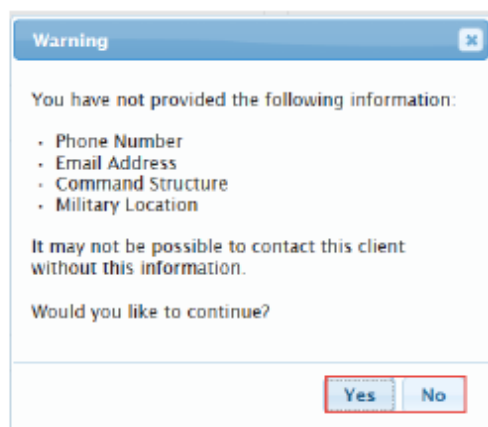 Warning
You have not provided the following information:
· Phone Number
· Email Address
· Command Structure
· Military Location
It may not be possible to contact this client
without this information.
Would you like to continue?
Yes No